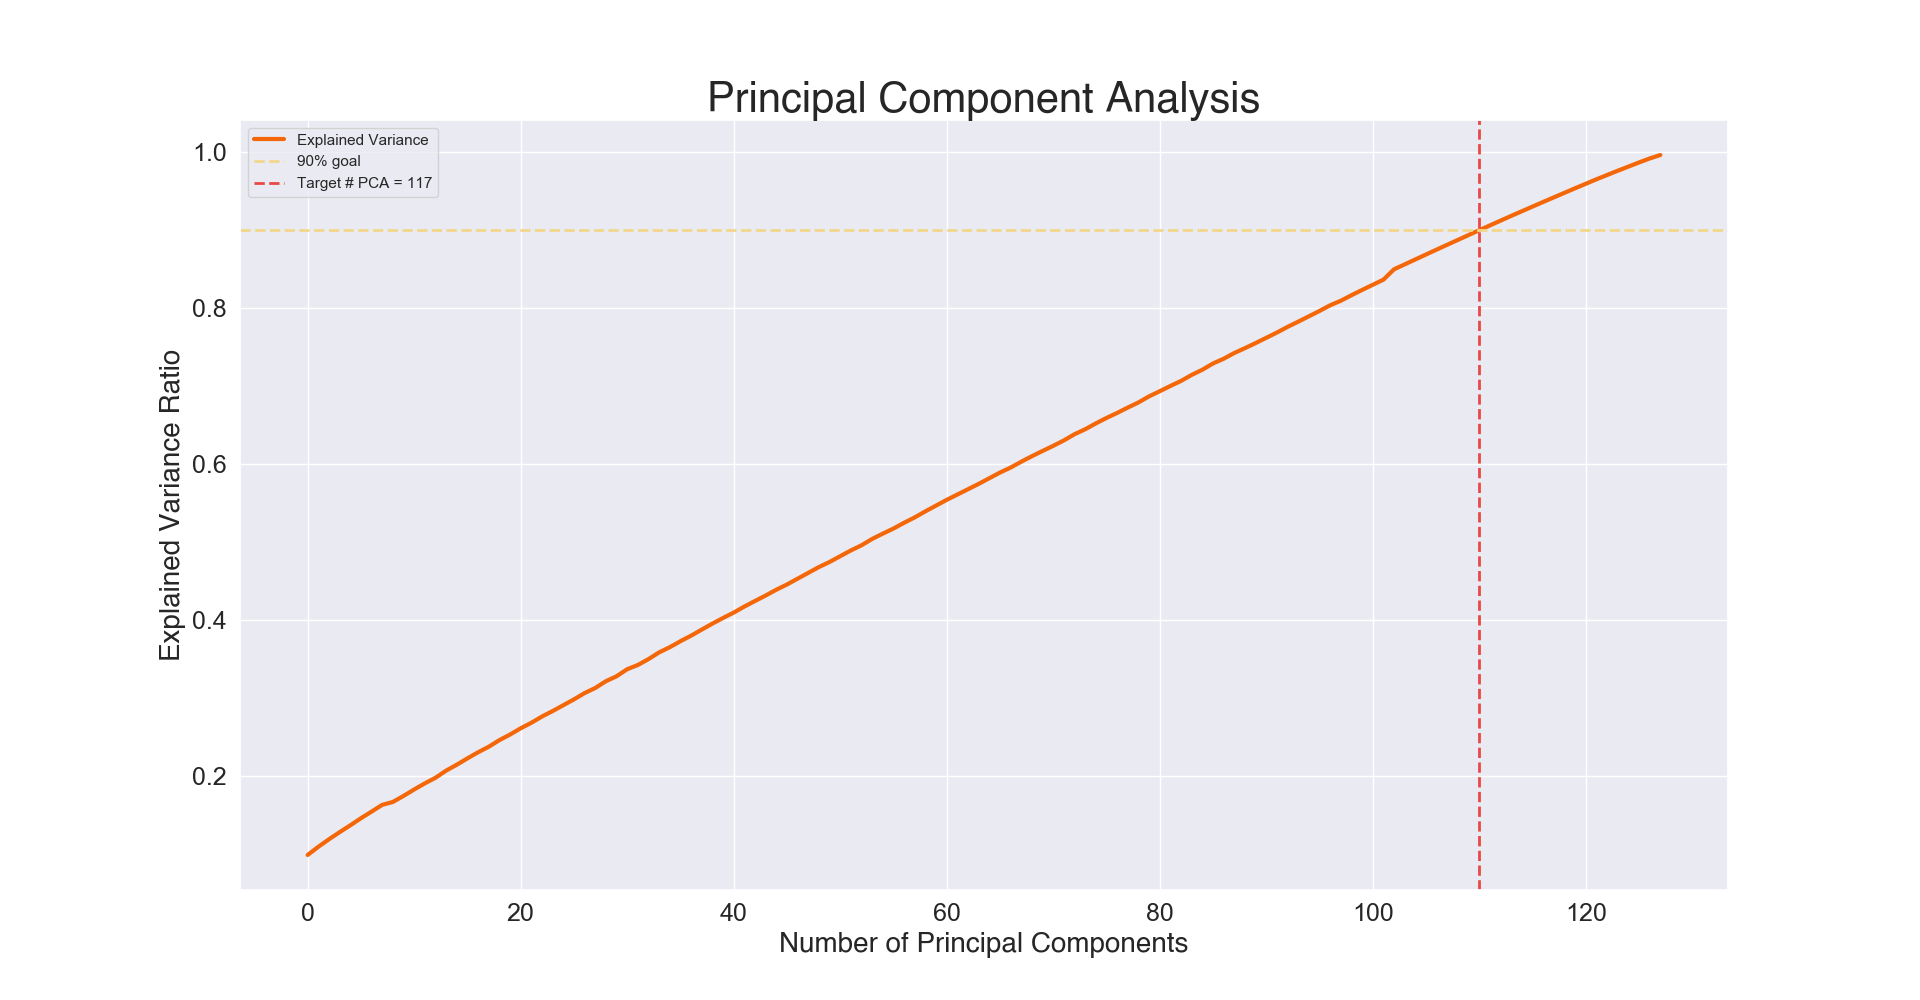 Principal Component Analysis
Explained Variance
90% goal
Target # PCA = 117
1.0
0.8
0.6
0.4
0.2
Explained Variance Ratio
0 20 40 60 80 100 120
Number of Principal Components